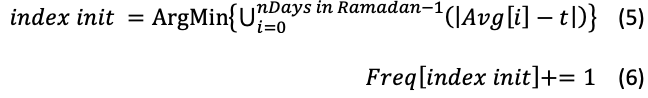 index init = ArgMin{⋃_{i=0}^{nDays in Ramadan−1}(|Avg[i] − t|)} (5)
Freq[index init]+= 1 (6)